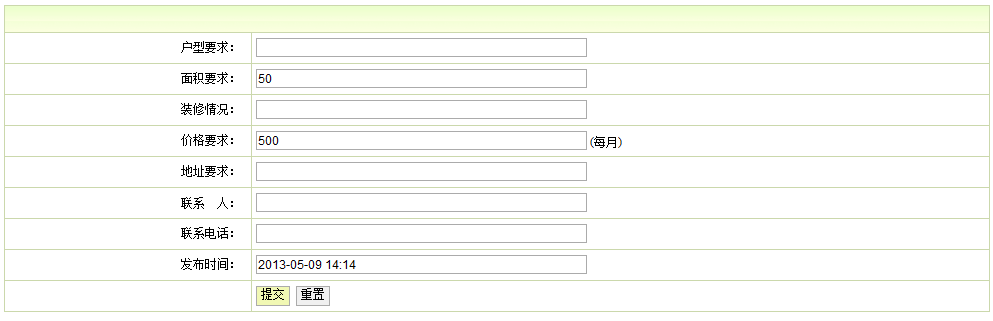 户型要求：
面积要求： 50
装修情况：
价格要求： 500 (每月)
地址要求：
联系　人：
联系电话：
发布时间： 2013-05-09 14:14
提交 重置